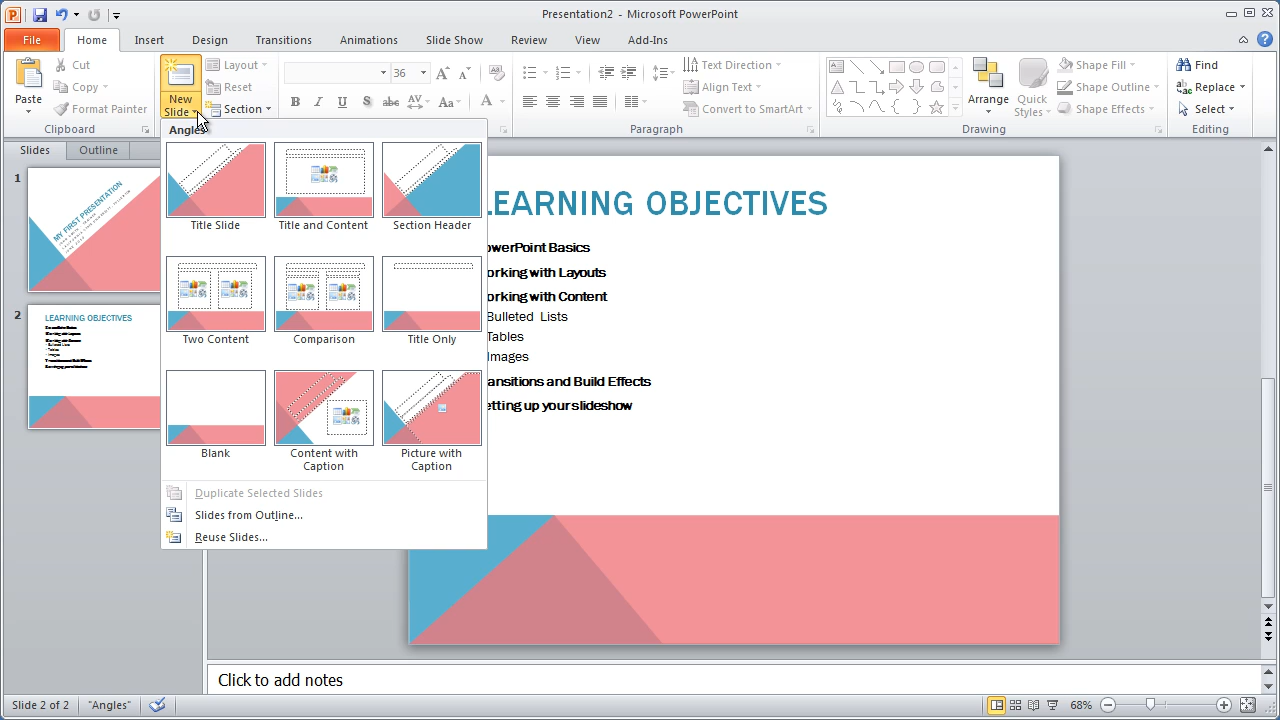 Presentation2 - Microsoft PowerPoint
File Home Insert Design Transitions Animations Slide Show Review View Add-Ins
Paste
Cut
Copy
Format Painter
Clipboard
New
Slide
Layout
Reset
Section
36
Text Direction
Align Text
Convert to SmartArt
Paragraph
Arrange
Quick
Styles
Shape Fill
Shape Outline
Shape Effects
Drawing
Find
Replace
Select
Editing
Slides Outline
1
MY FIRST PRESENTATION
2
LEARNING OBJECTIVES
Angles
Title Slide
Title and Content
Section Header
Two Content
Comparison
Title Only
Blank
Content with
Caption
Picture with
Caption
Duplicate Selected Slides
Slides from Outline...
Reuse Slides...
LEARNING OBJECTIVES
owerPoint Basics
orking with Layouts
orking with Content
Bulleted Lists
Tables
Images
ansitions and Build Effects
etting up your slideshow
Click to add notes
Slide 2 of 2 "Angles" 68%